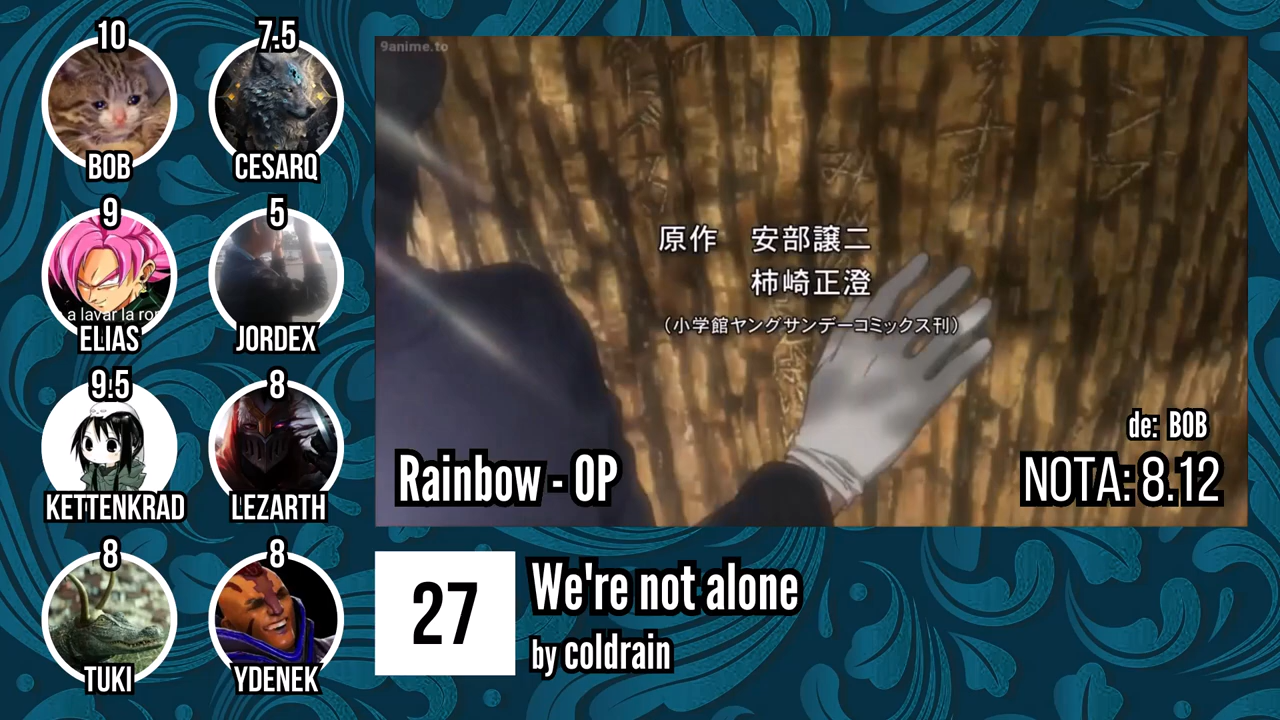 10
7.5
BOB
CESARQ
9
5
a lavar la rop
ELIAS
JORDEX
9.5
8
KETTENKRAD
LEZARTH
8
8
TUKI
YDENEK
9anime.to
原作 安部譲二
柿崎正澄
(小学館ヤングサンデーコミックス刊)
de: BOB
Rainbow - OP
NOTA: 8.12
27
We're not alone
by coldrain